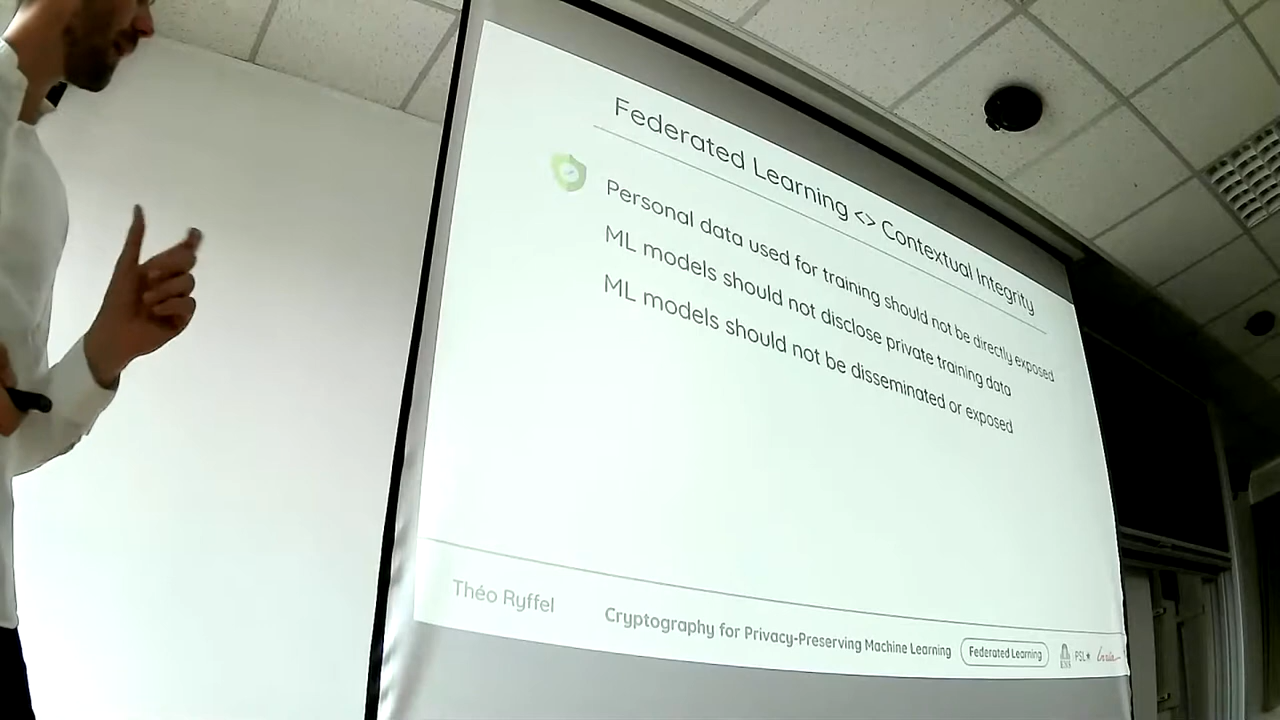 Federated Learning <> Contextual Integrity
Personal data used for training should not be directly exposed
ML models should not disclose private training data
ML models should not be disseminated or exposed
Théo Ryffel
Cryptography for Privacy-Preserving Machine Learning
Federated Learning
ENS
PSL★
Inria